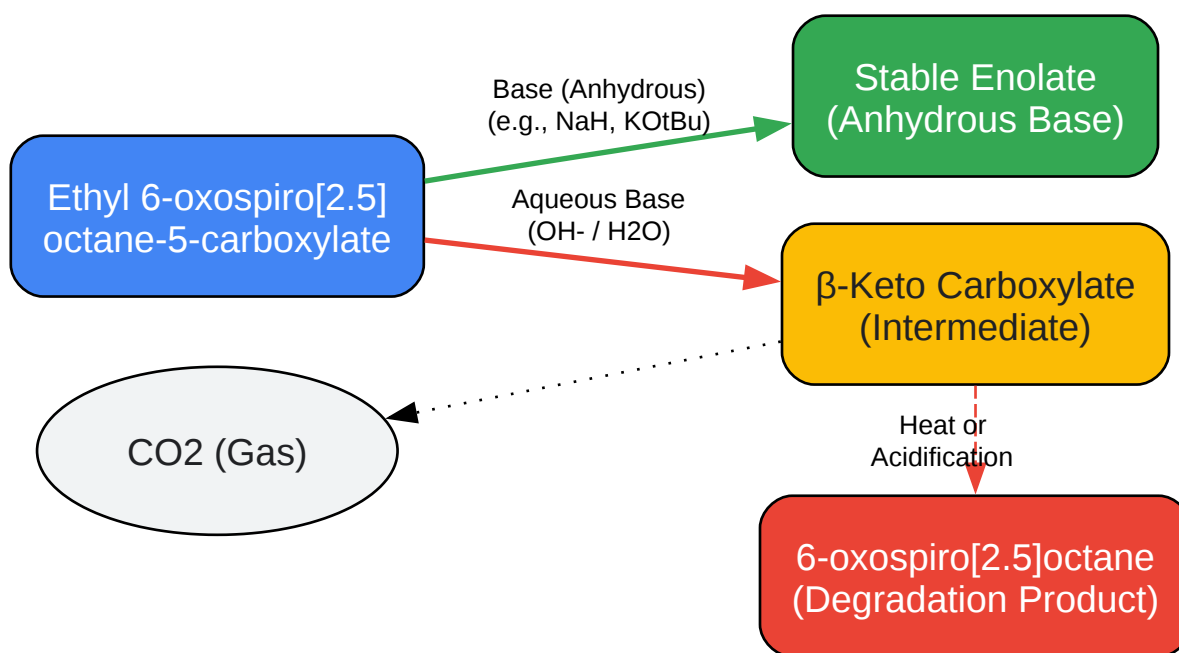 Base (Anhydrous)
(e.g., NaH, KOtBu)
Stable Enolate
(Anhydrous Base)
Ethyl 6-oxospiro[2.5]
octane-5-carboxylate
Aqueous Base
(OH- / H2O)
β-Keto Carboxylate
(Intermediate)
CO2 (Gas)
Heat or
Acidification
6-oxospiro[2.5]octane
(Degradation Product)